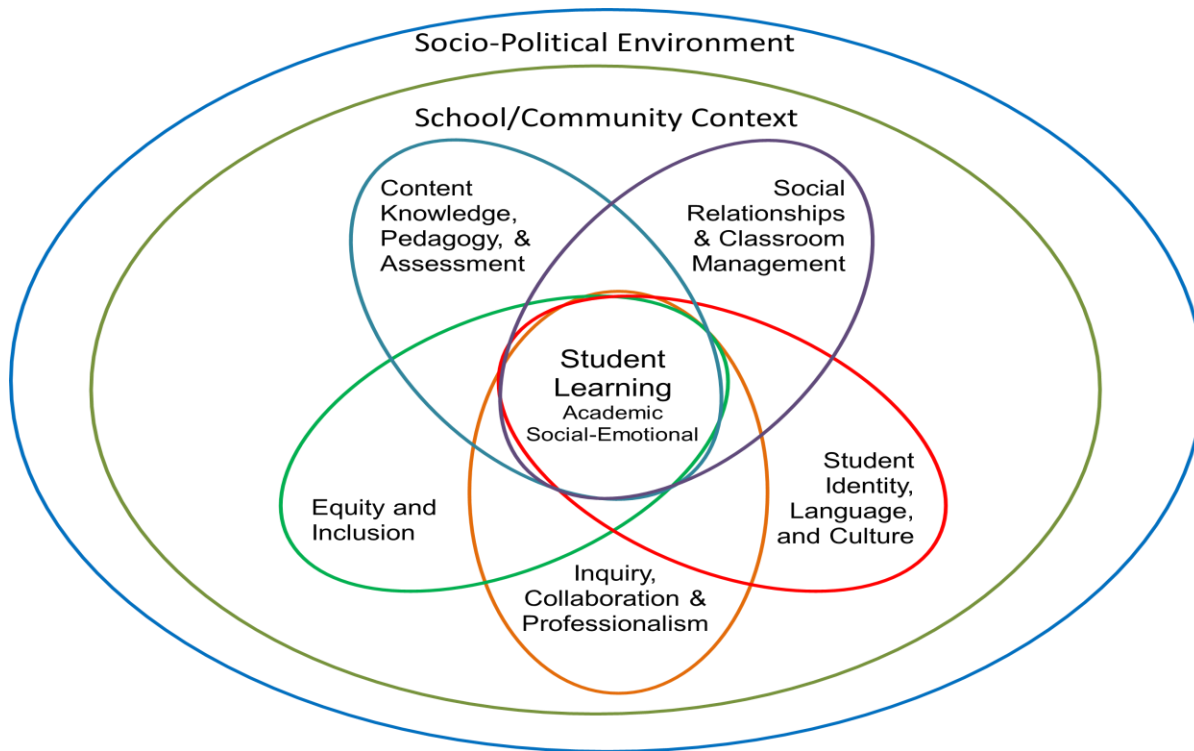 Socio-Political Environment
School/Community Context
Content
Knowledge,
Pedagogy, &
Assessment
Social
Relationships
& Classroom
Management
Student
Learning
Academic
Social-Emotional
Equity and
Inclusion
Student
Identity,
Language,
and Culture
Inquiry,
Collaboration &
Professionalism